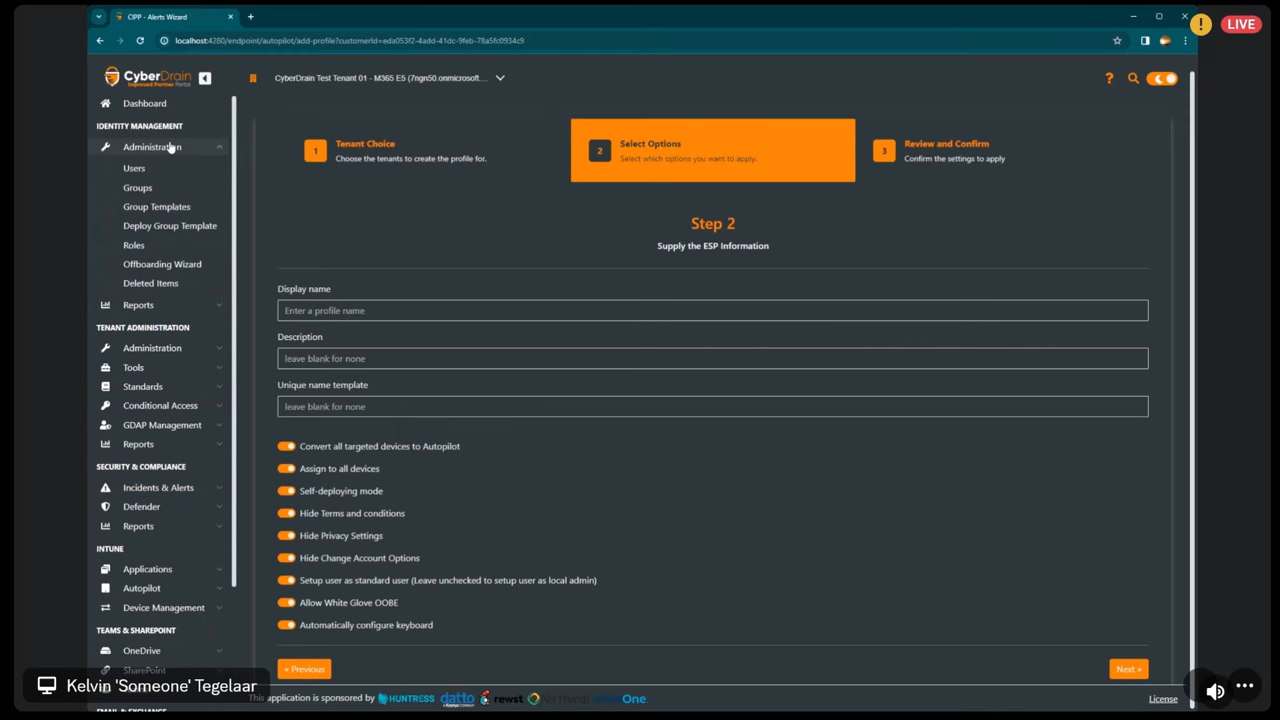 CIPP - Alerts Wizard
LIVE
localhost:4280/endpoint/autopilot/add-profile?customerId=eda053f2-4add-41dc-9feb-78a5fc0934c9
CyberDrain
Improved Partner Portal
CyberDrain Test Tenant 01 - M365 E5 (7ngn50.onmicrosoft....
?
Dashboard
IDENTITY MANAGEMENT
Administration
Users
Groups
Group Templates
Deploy Group Template
Roles
Offboarding Wizard
Deleted Items
Reports
TENANT ADMINISTRATION
Administration
Tools
Standards
Conditional Access
GDAP Management
Reports
SECURITY & COMPLIANCE
Incidents & Alerts
Defender
Reports
INTUNE
Applications
Autopilot
Device Management
TEAMS & SHAREPOINT
OneDrive
SharePoint
1
Tenant Choice
Choose the tenants to create the profile for.
2
Select Options
Select which options you want to apply.
3
Review and Confirm
Confirm the settings to apply
Step 2
Supply the ESP Information
Display name
Enter a profile name
Description
leave blank for none
Unique name template
leave blank for none
Convert all targeted devices to Autopilot
Assign to all devices
Self-deploying mode
Hide Terms and conditions
Hide Privacy Settings
Hide Change Account Options
Setup user as standard user (Leave unchecked to setup user as local admin)
Allow White Glove OOBE
Automatically configure keyboard
« Previous
Next »
Kelvin 'Someone' Tegelaar
This application is sponsored by HUNTRESS datto rewst One.
License